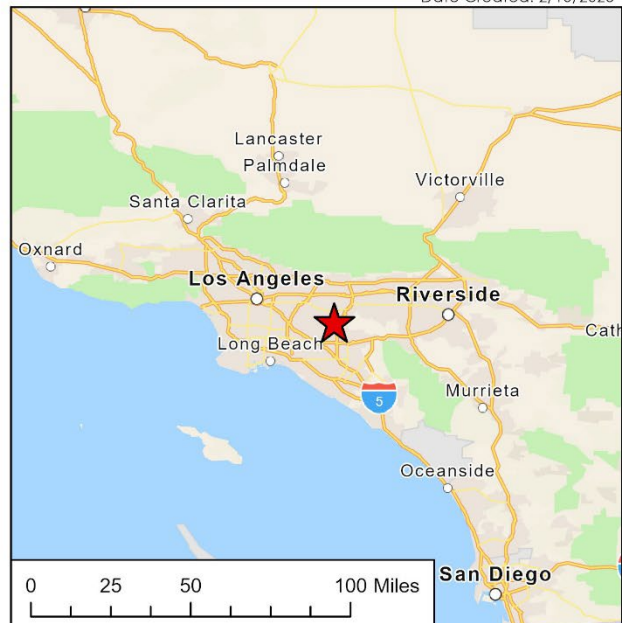 Lancaster
Palmdale
Victorville
Santa Clarita
Oxnard
Los Angeles
Riverside
Long Beach
Cath
5
Murrieta
Oceanside
0 25 50 100 Miles
San Diego